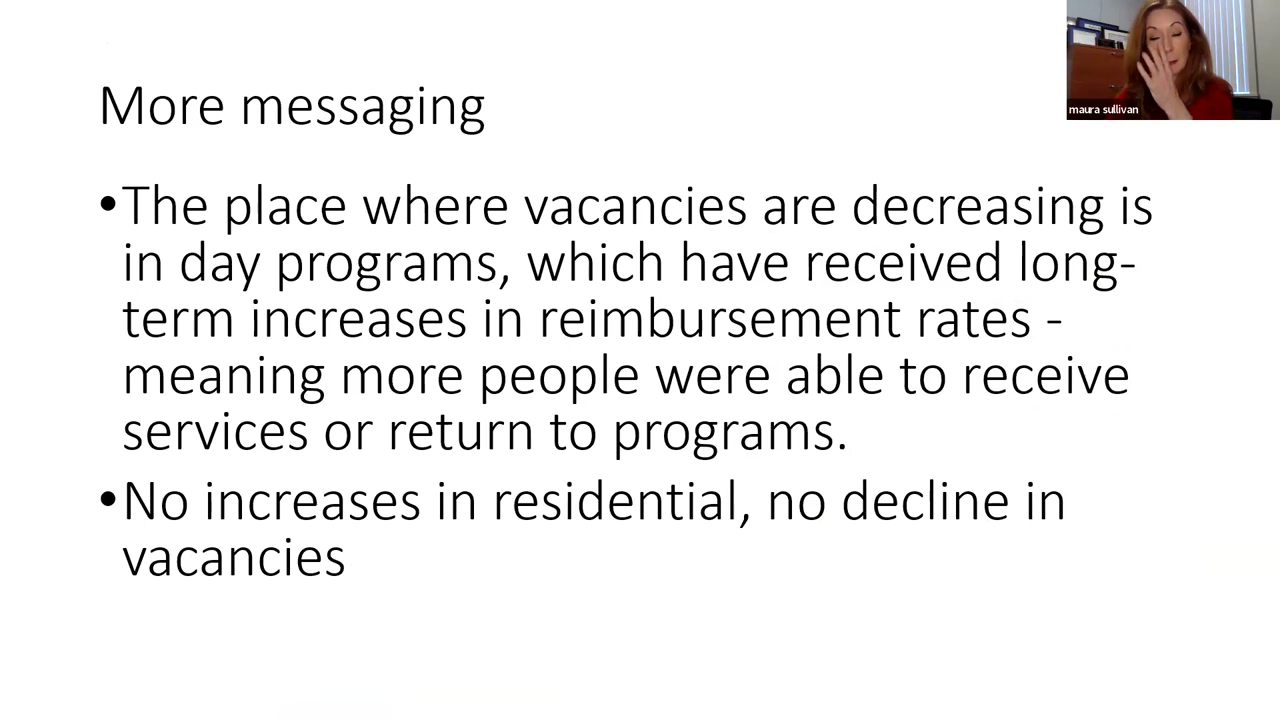 More messaging
maura sullivan
•The place where vacancies are decreasing is
in day programs, which have received long-
term increases in reimbursement rates -
meaning more people were able to receive
services or return to programs.
•No increases in residential, no decline in
vacancies